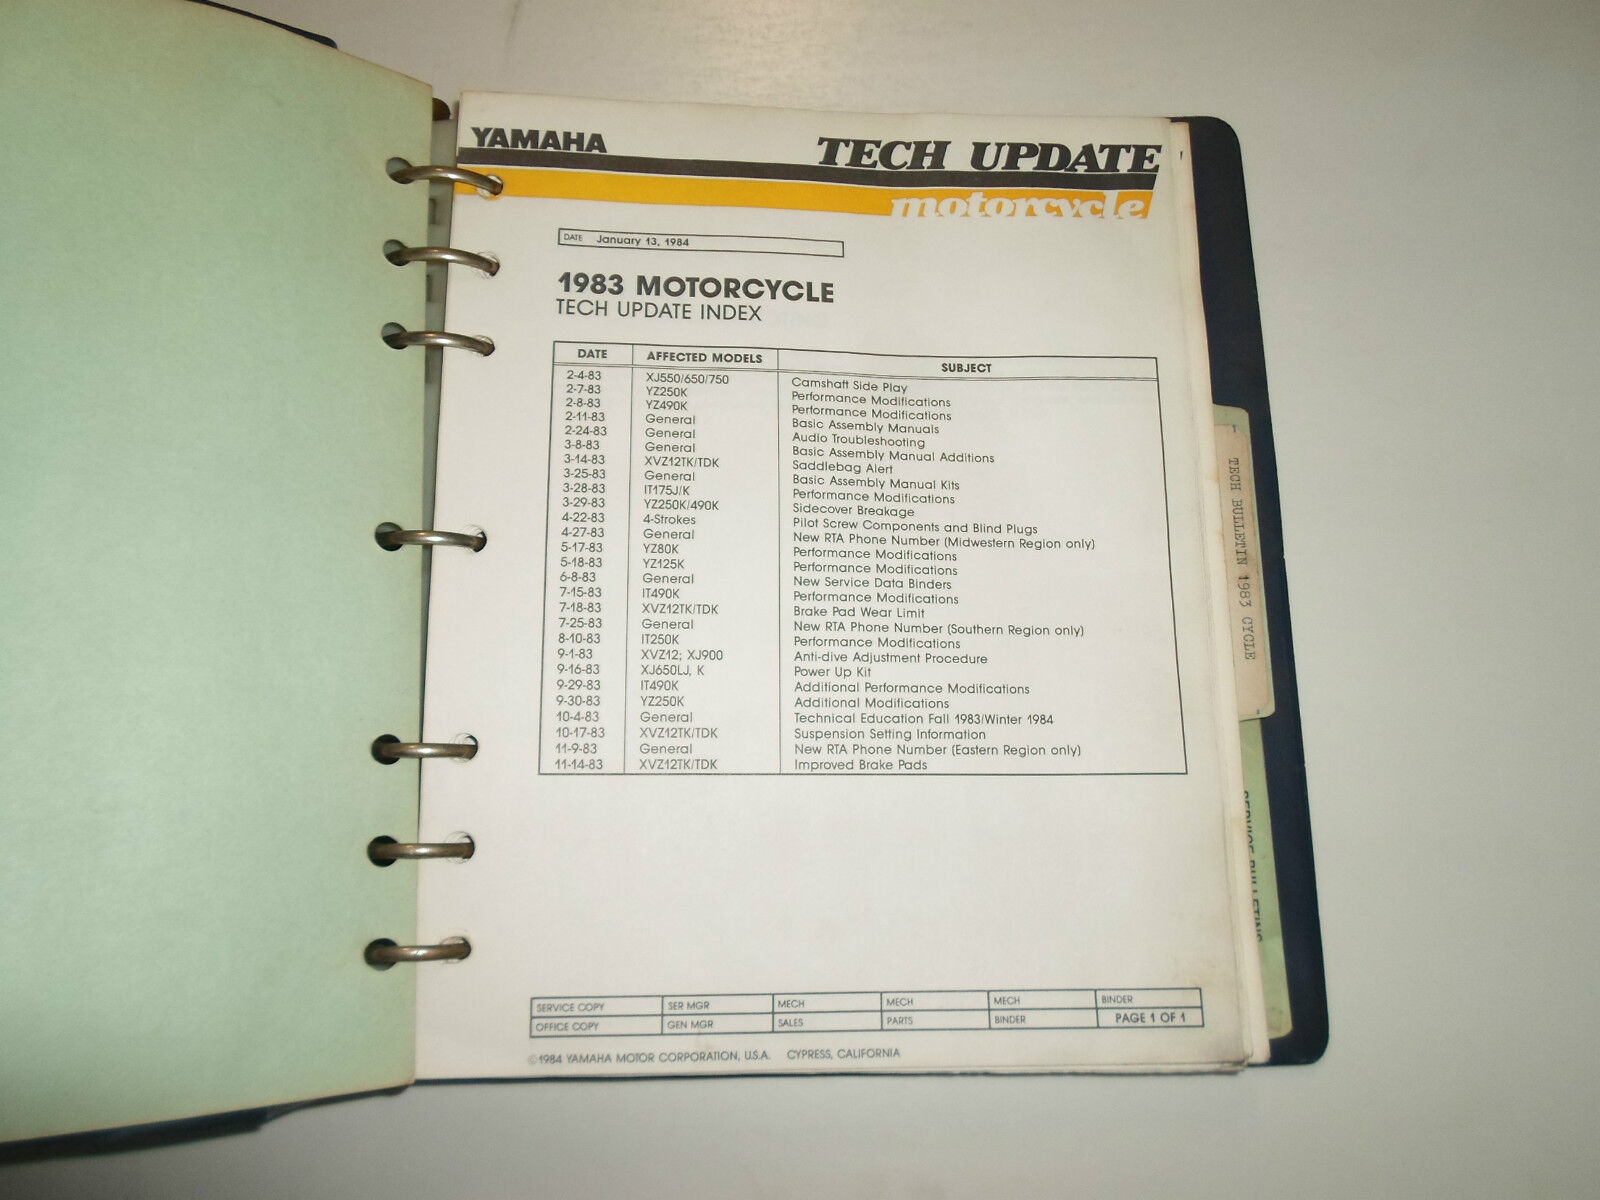 YAMAHA TECH UPDATE
motorcycle
DATE January 13, 1984
1983 MOTORCYCLE
TECH UPDATE INDEX
DATE AFFECTED MODELS SUBJECT
2-4-83 XJ550/650/750 Camshaft Side Play
2-7-83 YZ250K Performance Modifications
2-8-83 YZ490K Performance Modifications
2-11-83 General Basic Assembly Manuals
2-24-83 General Audio Troubleshooting
3-8-83 General Basic Assembly Manual Additions
3-14-83 XVZ12TK/TDK Saddlebag Alert
3-25-83 General Basic Assembly Manual Kits
3-28-83 IT175J/K Performance Modifications
3-29-83 YZ250K/490K Sidecover Breakage
4-22-83 4-Strokes Pilot Screw Components and Blind Plugs
4-27-83 General New RTA Phone Number (Midwestern Region only)
5-17-83 YZ80K Performance Modifications
5-18-83 YZ125K Performance Modifications
6-8-83 General New Service Data Binders
7-15-83 IT490K Performance Modifications
7-18-83 XVZ12TK/TDK Brake Pad Wear Limit
7-25-83 General New RTA Phone Number (Southern Region only)
8-10-83 IT250K Performance Modifications
9-1-83 XVZ12; XJ900 Anti-dive Adjustment Procedure
9-16-83 XJ650LJ, K Power Up Kit
9-29-83 IT490K Additional Performance Modifications
9-30-83 YZ250K Additional Modifications
10-4-83 General Technical Education Fall 1983/Winter 1984
10-17-83 XVZ12TK/TDK Suspension Setting Information
11-9-83 General New RTA Phone Number (Eastern Region only)
11-14-83 XVZ12TK/TDK Improved Brake Pads
SERVICE COPY SER MGR MECH MECH MECH BINDER
OFFICE COPY GEN MGR SALES PARTS BINDER PAGE 1 OF 1
©1984 YAMAHA MOTOR CORPORATION, U.S.A. CYPRESS, CALIFORNIA
TECH BULLETIN 1983 CYCLE
SERVICE BULLETINS